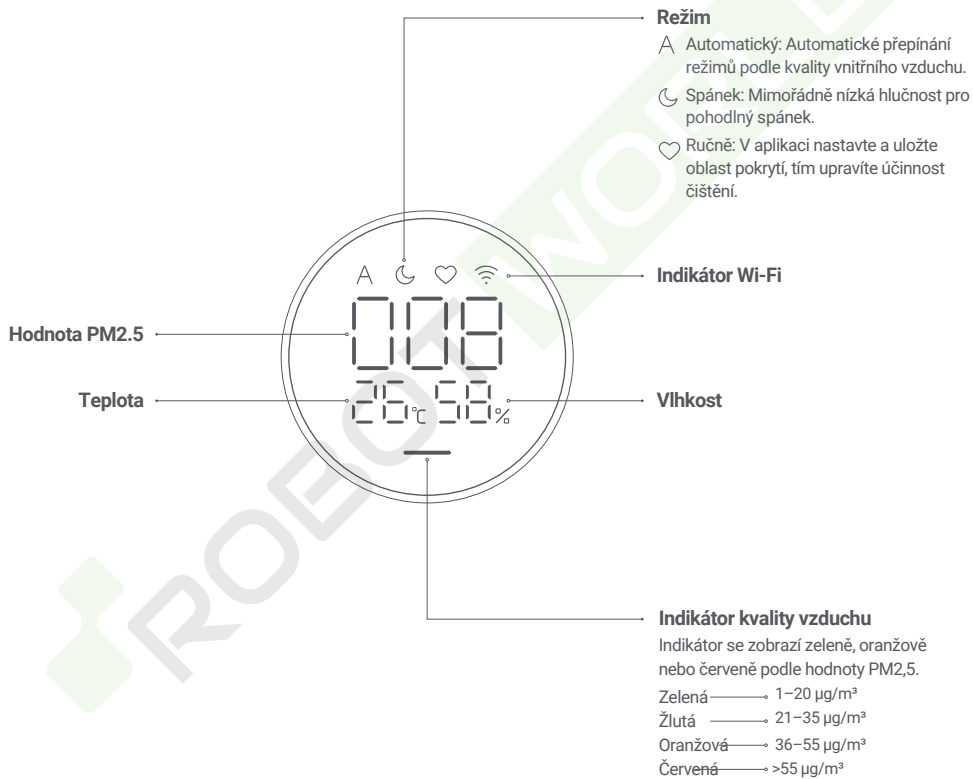 Režim
A Automatický: Automatické přepínání
režimů podle kvality vnitřního vzduchu.
Spánek: Mimořádně nízká hlučnost pro
pohodlný spánek.
Ručně: V aplikaci nastavte a uložte
oblast pokrytí, tím upravíte účinnost
čištění.
A
Indikátor Wi-Fi
Hodnota PM2.5
008
Teplota
26°C 58%
Vlhkost
Indikátor kvality vzduchu
Indikátor se zobrazí zeleně, oranžově
nebo červeně podle hodnoty PM2,5.
Zelená 1–20 µg/m³
Žlutá 21–35 µg/m³
Oranžová 36–55 µg/m³
Červená >55 µg/m³
ROBOT WORLD